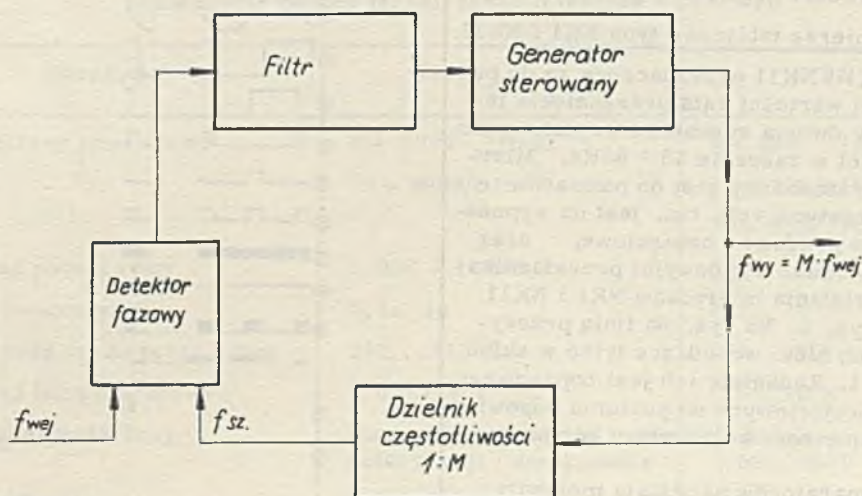 Filtr
Generator
sterowany
Detektor
fazowy
fwy = M·fwej
fwej
fsz.
Dzielnik
częstotliwości
1:M